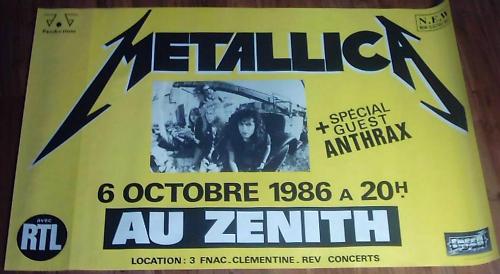 N.E.W
METALLICA
+ SPÉCIAL
GUEST
ANTHRAX
6 OCTOBRE 1986 A 20H.
AU ZENITH
avec
RTL
LOCATION : 3 FNAC.CLÉMENTINE.REV CONCERTS